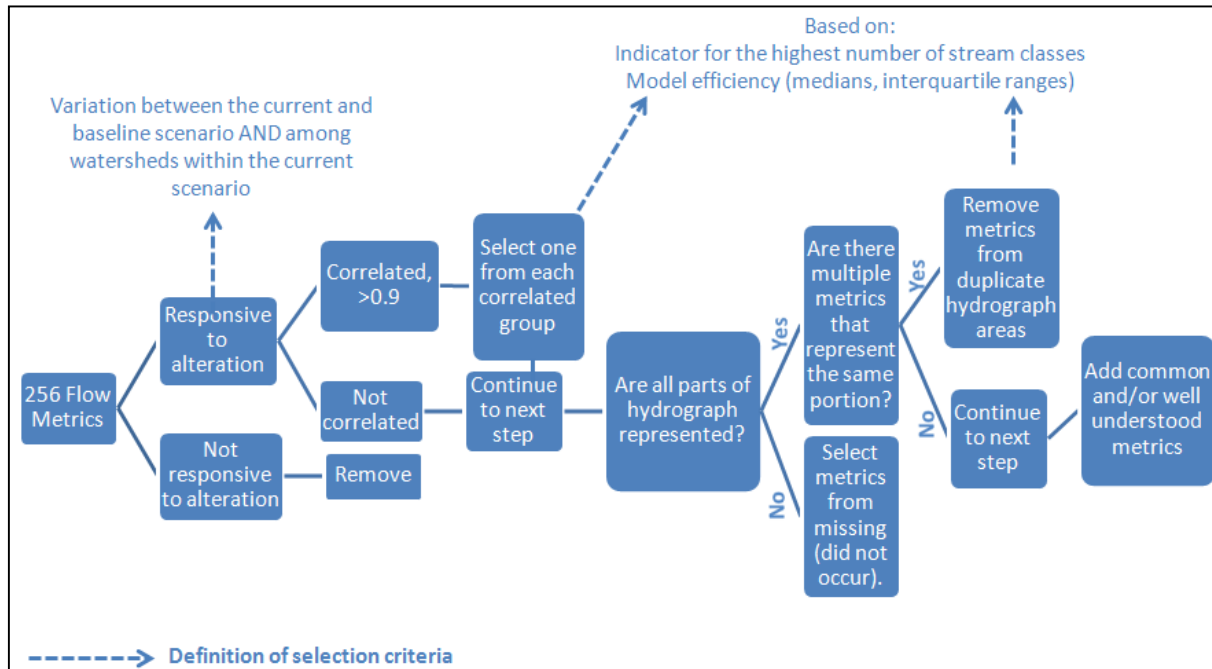 Based on:
Indicator for the highest number of stream classes
Model efficiency (medians, interquartile ranges)
Variation between the current and
baseline scenario AND among
watersheds within the current
scenario
256 Flow
Metrics
Responsive
to
alteration
Not
responsive
to alteration
Remove
Correlated,
>0.9
Not
correlated
Select one
from each
correlated
group
Continue
to next
step
Are all parts of
hydrograph
represented?
Yes
No
Are there
multiple
metrics
that
represent
the same
portion?
Select
metrics
from
missing
(did not
occur).
Yes
No
Remove
metrics
from
duplicate
hydrograph
areas
Continue
to next
step
Add common
and/or well
understood
metrics
Definition of selection criteria